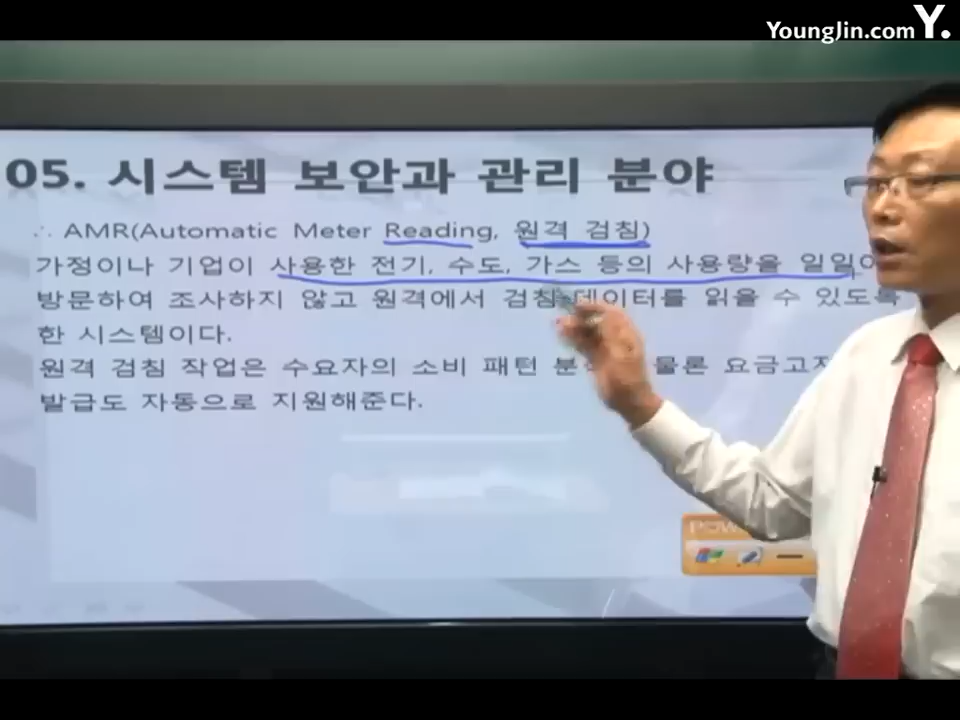 YoungJin.com Y.
05. 시스템 보안과 관리 분야
∴ AMR(Automatic Meter Reading, 원격 검침)
가정이나 기업이 사용한 전기, 수도, 가스 등의 사용량을 일일이
방문하여 조사하지 않고 원격에서 검침 데이터를 읽을 수 있도록
한 시스템이다.
원격 검침 작업은 수요자의 소비 패턴 물론
발급도 자동으로 지원해준다.